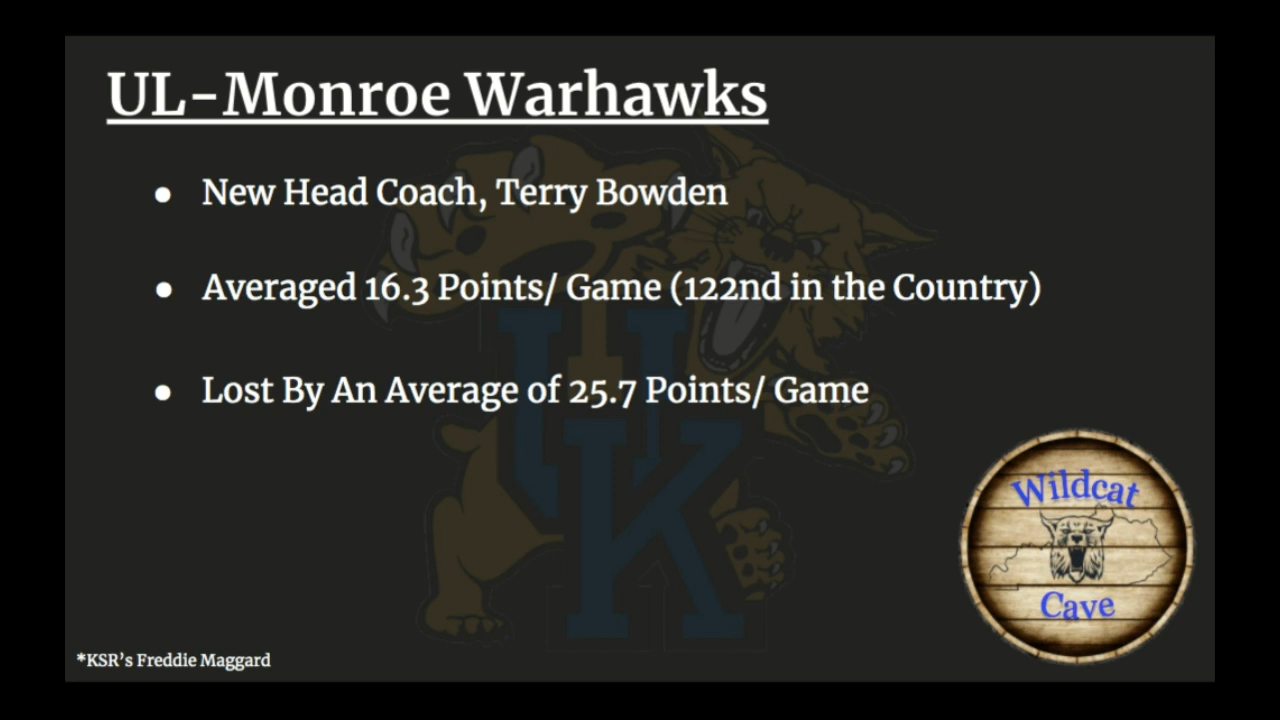 UL-Monroe Warhawks
● New Head Coach, Terry Bowden
● Averaged 16.3 Points/ Game (122nd in the Country)
● Lost By An Average of 25.7 Points/ Game
UK
Wildcat
Cave
*KSR's Freddie Maggard